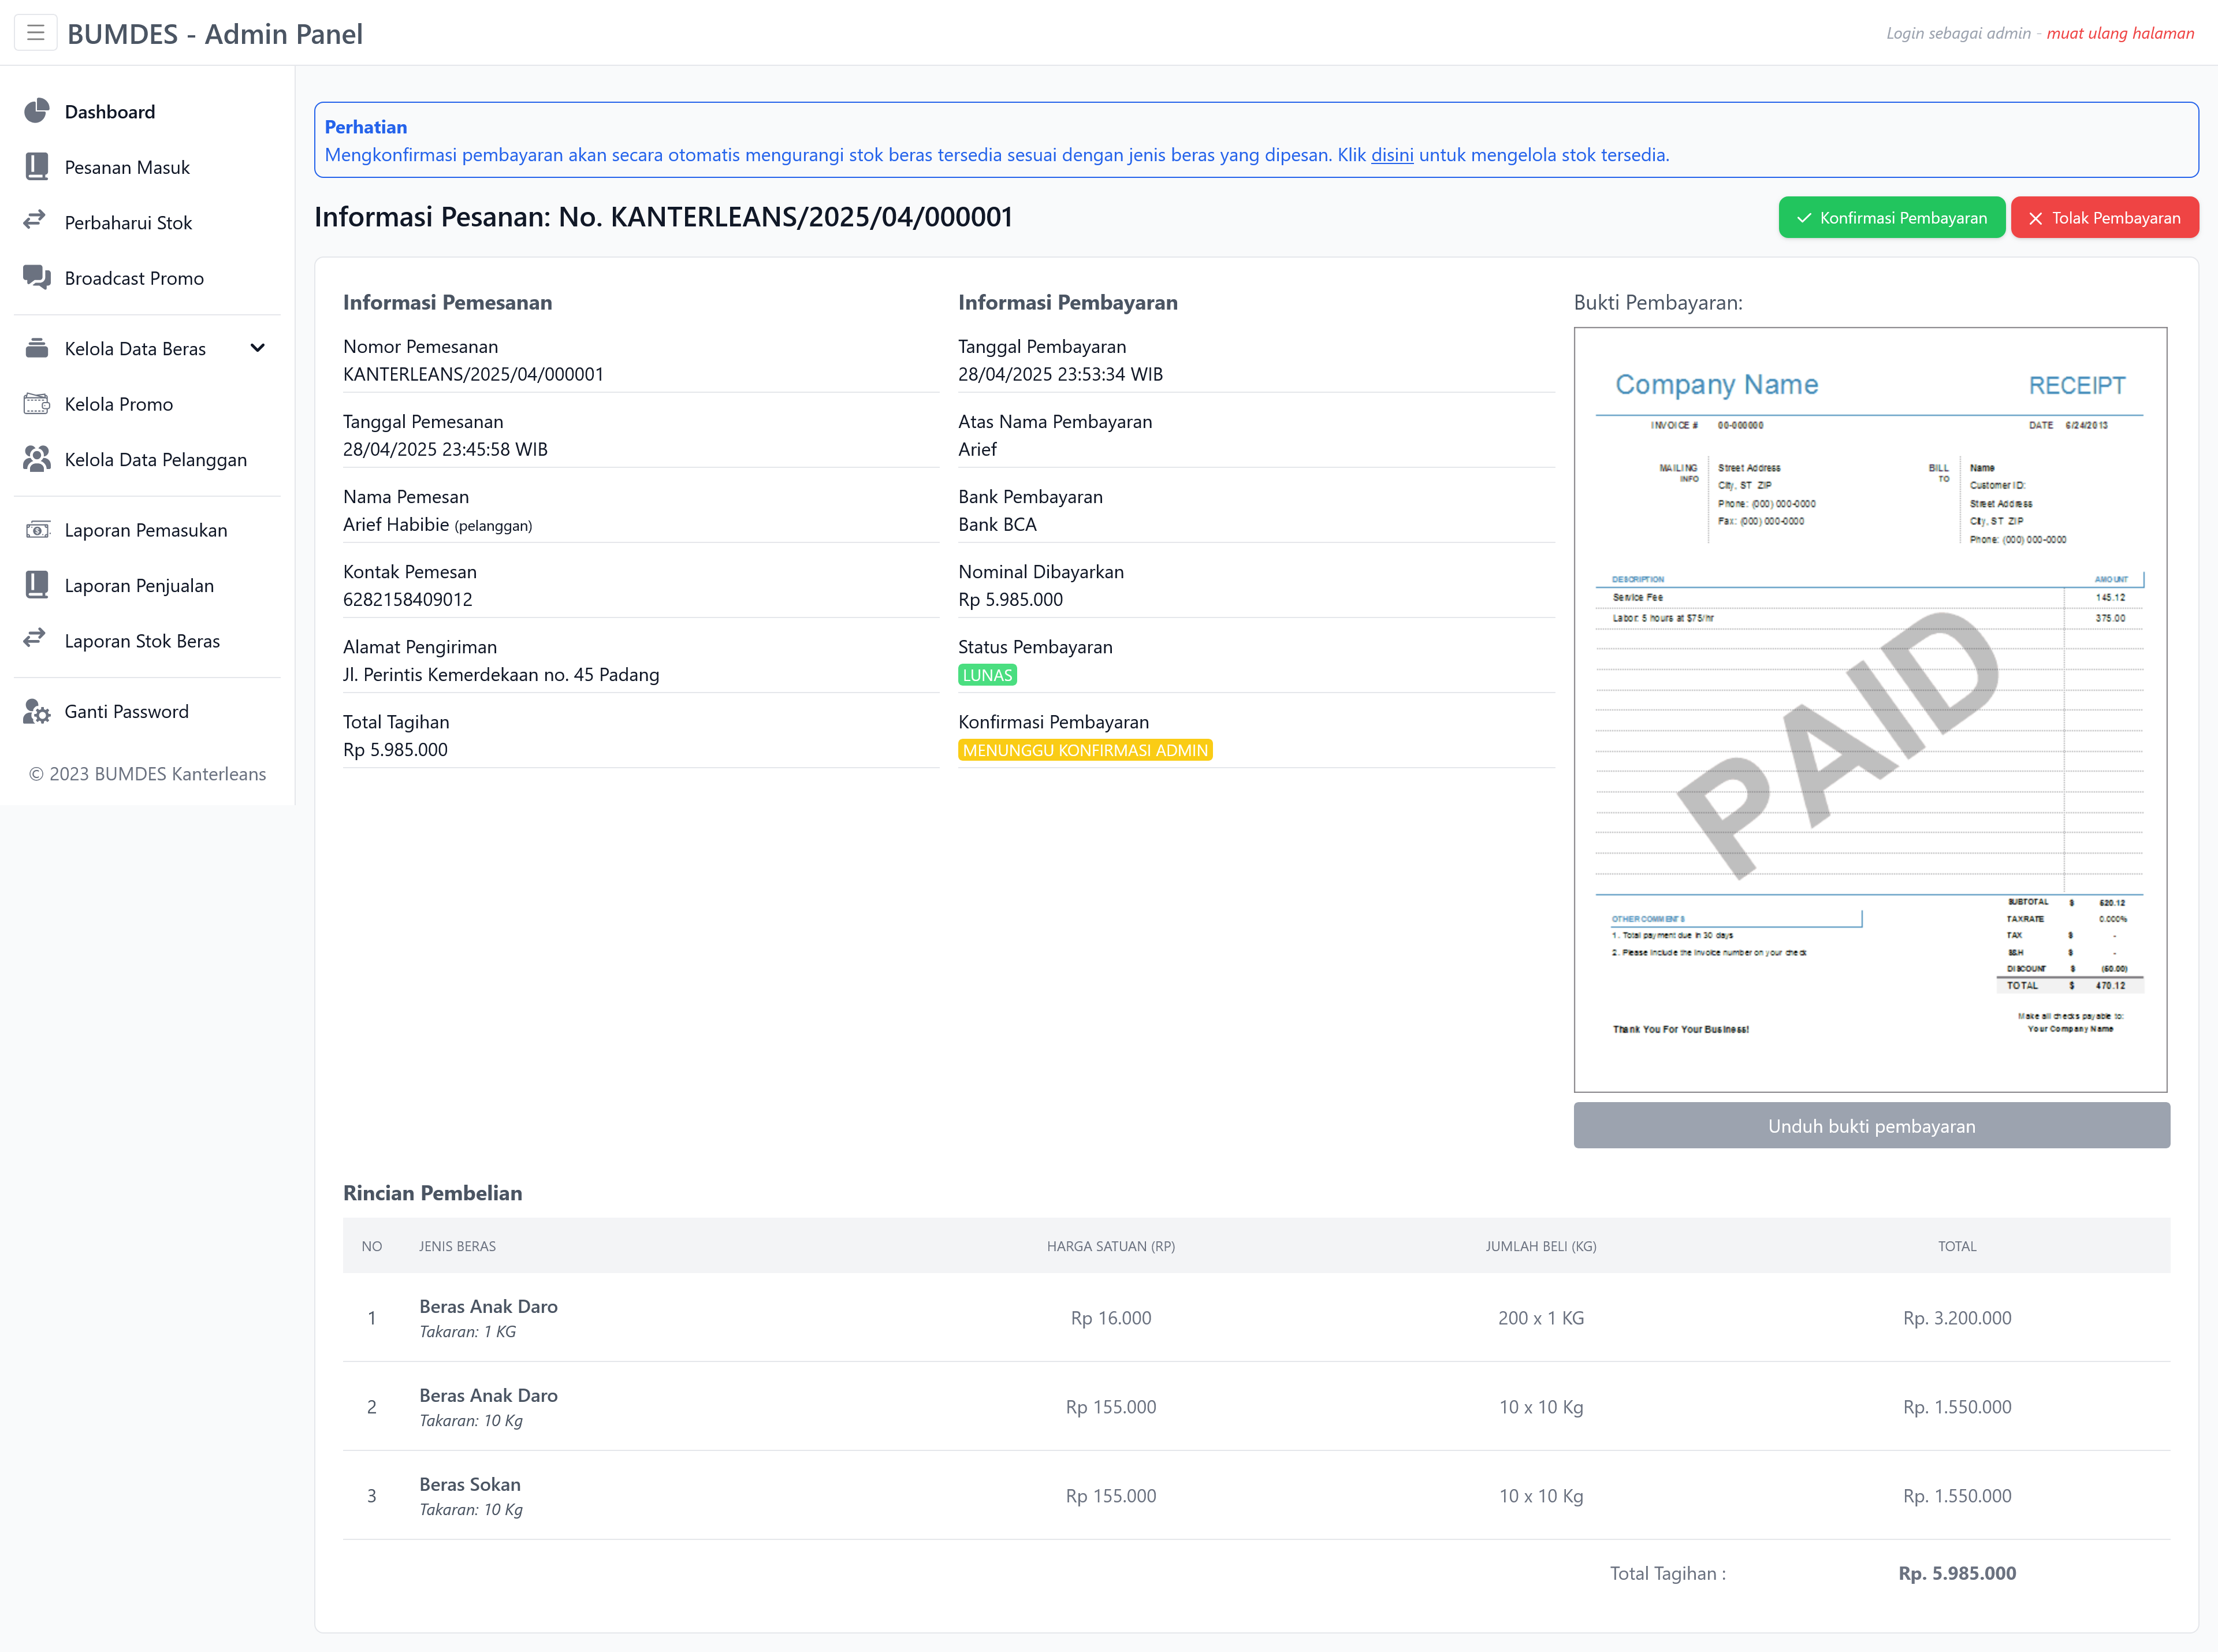 BUMDES - Admin Panel
Login sebagai admin - muat ulang halaman
Dashboard
Pesanan Masuk
Perbaharui Stok
Broadcast Promo
Kelola Data Beras
Kelola Promo
Kelola Data Pelanggan
Laporan Pemasukan
Laporan Penjualan
Laporan Stok Beras
Ganti Password
© 2023 BUMDES Kanterleans
Perhatian
Mengkonfirmasi pembayaran akan secara otomatis mengurangi stok beras tersedia sesuai dengan jenis beras yang dipesan. Klik disini untuk mengelola stok tersedia.
Informasi Pesanan: No. KANTERLEANS/2025/04/000001
Konfirmasi Pembayaran
Tolak Pembayaran
Informasi Pemesanan
Nomor Pemesanan
KANTERLEANS/2025/04/000001
Tanggal Pemesanan
28/04/2025 23:45:58 WIB
Nama Pemesan
Arief Habibie (pelanggan)
Kontak Pemesan
6282158409012
Alamat Pengiriman
Jl. Perintis Kemerdekaan no. 45 Padang
Total Tagihan
Rp 5.985.000
Informasi Pembayaran
Tanggal Pembayaran
28/04/2025 23:53:34 WIB
Atas Nama Pembayaran
Arief
Bank Pembayaran
Bank BCA
Nominal Dibayarkan
Rp 5.985.000
Status Pembayaran
LUNAS
Konfirmasi Pembayaran
MENUNGGU KONFIRMASI ADMIN
Bukti Pembayaran:
Company Name RECEIPT
INVOICE # 00-000000 DATE 6/24/2013
MAILING INFO
Street Address
City, ST ZIP
Phone: (000) 000-0000
Fax: (000) 000-0000
BILL TO
Name
Customer ID:
Street Address
City, ST ZIP
Phone: (000) 000-0000
DESCRIPTION AMOUNT
Service Fee 145.12
Labor: 5 hours at $75/hr 375.00
PAID
SUBTOTAL $ 520.12
TAXRATE 0.000%
TAX $ -
S&H $ -
DISCOUNT $ (50.00)
TOTAL $ 470.12
OTHER COMMENTS
1. Total payment due in 30 days
2. Please include the invoice number on your check
Make all checks payable to:
Your Company Name
Thank You For Your Business!
Unduh bukti pembayaran
Rincian Pembelian
NO JENIS BERAS HARGA SATUAN (RP) JUMLAH BELI (KG) TOTAL
1 Beras Anak Daro Rp 16.000 200 x 1 KG Rp. 3.200.000
Takaran: 1 KG
2 Beras Anak Daro Rp 155.000 10 x 10 Kg Rp. 1.550.000
Takaran: 10 Kg
3 Beras Sokan Rp 155.000 10 x 10 Kg Rp. 1.550.000
Takaran: 10 Kg
Total Tagihan : Rp. 5.985.000